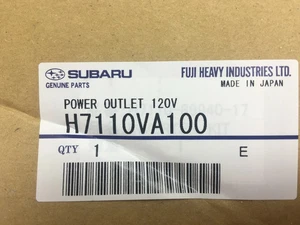 SUBARU FUJI HEAVY INDUSTRIES LTD.
GENUINE PARTS MADE IN JAPAN
POWER OUTLET 120V
H7110VA100
QTY 1 E